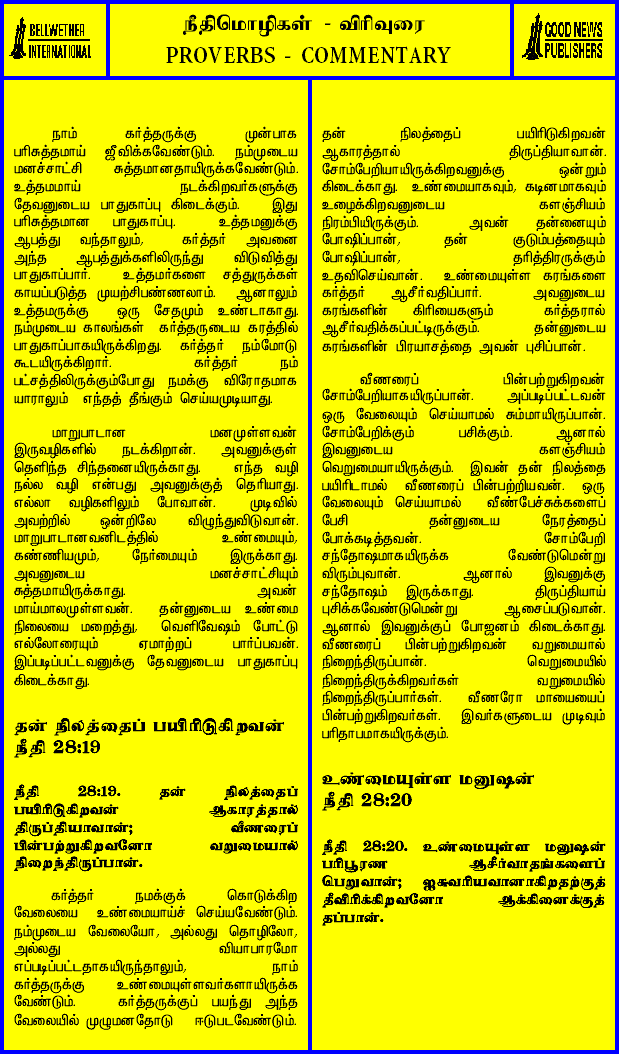 BELLWETHER
INTERNATIONAL
நீதிமொழிகள் - விரிவுரை
PROVERBS - COMMENTARY
GOOD NEWS
PUBLISHERS
நாம் கர்த்தருக்கு முன்பாக
பரிசுத்தமாய் ஜீவிக்கவேண்டும். நம்முடைய
மனச்சாட்சி சுத்தமானதாயிருக்கவேண்டும்.
உத்தமமாய் நடக்கிறவர்களுக்கு
தேவனுடைய பாதுகாப்பு கிடைக்கும். இது
பரிசுத்தமான பாதுகாப்பு. உத்தமனுக்கு
ஆபத்து வந்தாலும், கர்த்தர் அவனை
அந்த ஆபத்துக்களிலிருந்து விடுவித்து
பாதுகாப்பார். உத்தமர்களை சத்துருக்கள்
காயப்படுத்த முயற்சிபண்ணலாம். ஆனாலும்
உத்தமருக்கு ஒரு சேதமும் உண்டாகாது.
நம்முடைய காலங்கள் கர்த்தருடைய கரத்தில்
பாதுகாப்பாகயிருக்கிறது. கர்த்தர் நம்மோடு
கூடயிருக்கிறார். கர்த்தர் நம்
பட்சத்திலிருக்கும்போது நமக்கு விரோதமாக
யாராலும் எந்தத் தீங்கும் செய்யமுடியாது.
மாறுபாடான மனமுள்ளவன்
இருவழிகளில் நடக்கிறான். அவனுக்குள்
தெளிந்த சிந்தனையிருக்காது. எந்த வழி
நல்ல வழி என்பது அவனுக்குத் தெரியாது.
எல்லா வழிகளிலும் போவான். முடிவில்
அவற்றில் ஒன்றிலே விழுந்துவிடுவான்.
மாறுபாடானவனிடத்தில் உண்மையும்,
கண்ணியமும், நேர்மையும் இருக்காது.
அவனுடைய மனச்சாட்சியும்
சுத்தமாயிருக்காது. அவன்
மாய்மாலமுள்ளவன். தன்னுடைய உண்மை
நிலையை மறைத்து, வெளிவேஷம் போட்டு
எல்லோரையும் ஏமாற்றப் பார்ப்பவன்.
இப்படிப்பட்டவனுக்கு தேவனுடைய பாதுகாப்பு
கிடைக்காது.
தன் நிலத்தைப் பயிரிடுகிறவன்
நீதி 28:19
நீதி 28:19. தன் நிலத்தைப்
பயிரிடுகிறவன் ஆகாரத்தால்
திருப்தியாவான்; வீணரைப்
பின்பற்றுகிறவனோ வறுமையால்
நிறைந்திருப்பான்.
கர்த்தர் நமக்குக் கொடுக்கிற
வேலையை உண்மையாய்ச் செய்யவேண்டும்.
நம்முடைய வேலையோ, அல்லது தொழிலோ,
அல்லது வியாபாரமோ
எப்படிப்பட்டதாகயிருந்தாலும், நாம்
கர்த்தருக்கு உண்மையுள்ளவர்களாயிருக்க
வேண்டும். கர்த்தருக்குப் பயந்து அந்த
வேலையில் முழுமனதோடு ஈடுபடவேண்டும்.
தன் நிலத்தைப் பயிரிடுகிறவன்
ஆகாரத்தால் திருப்தியாவான்.
சோம்பேறியாயிருக்கிறவனுக்கு ஒன்றும்
கிடைக்காது. உண்மையாகவும், கடினமாகவும்
உழைக்கிறவனுடைய களஞ்சியம்
நிரம்பியிருக்கும். அவன் தன்னையும்
போஷிப்பான், தன் குடும்பத்தையும்
போஷிப்பான், தரித்திரருக்கும்
உதவிசெய்வான். உண்மையுள்ள கரங்களை
கர்த்தர் ஆசீர்வதிப்பார். அவனுடைய
கரங்களின் கிரியைகளும் கர்த்தரால்
ஆசீர்வதிக்கப்பட்டிருக்கும். தன்னுடைய
கரங்களின் பிரயாசத்தை அவன் புசிப்பான்.
வீணரைப் பின்பற்றுகிறவன்
சோம்பேறியாகயிருப்பான். அப்படிப்பட்டவன்
ஒரு வேலையும் செய்யாமல் சும்மாயிருப்பான்.
சோம்பேறிக்கும் பசிக்கும். ஆனால்
இவனுடைய களஞ்சியம்
வெறுமையாயிருக்கும். இவன் தன் நிலத்தை
பயிரிடாமல் வீணரைப் பின்பற்றியவன். ஒரு
வேலையும் செய்யாமல் வீண்பேச்சுக்களைப்
பேசி தன்னுடைய நேரத்தைப்
போக்கடித்தவன். சோம்பேறி
சந்தோஷமாகயிருக்க வேண்டுமென்று
விரும்புவான். ஆனால் இவனுக்கு
சந்தோஷம் இருக்காது. திருப்தியாய்
புசிக்கவேண்டுமென்று ஆசைப்படுவான்.
ஆனால் இவனுக்குப் போஜனம் கிடைக்காது.
வீணரைப் பின்பற்றுகிறவன் வறுமையால்
நிறைந்திருப்பான். வெறுமையில்
நிறைந்திருக்கிறவர்கள் வறுமையில்
நிறைந்திருப்பார்கள். வீணரோ மாயையைப்
பின்பற்றுகிறவர்கள். இவர்களுடைய முடிவும்
பரிதாபமாகயிருக்கும்.
உண்மையுள்ள மனுஷன்
நீதி 28:20
நீதி 28:20. உண்மையுள்ள மனுஷன்
பரிபூரண ஆசீர்வாதங்களைப்
பெறுவான்; ஐசுவரியவானாகிறதற்குத்
தீவிரிக்கிறவனோ ஆக்கினைக்குத்
தப்பான்.